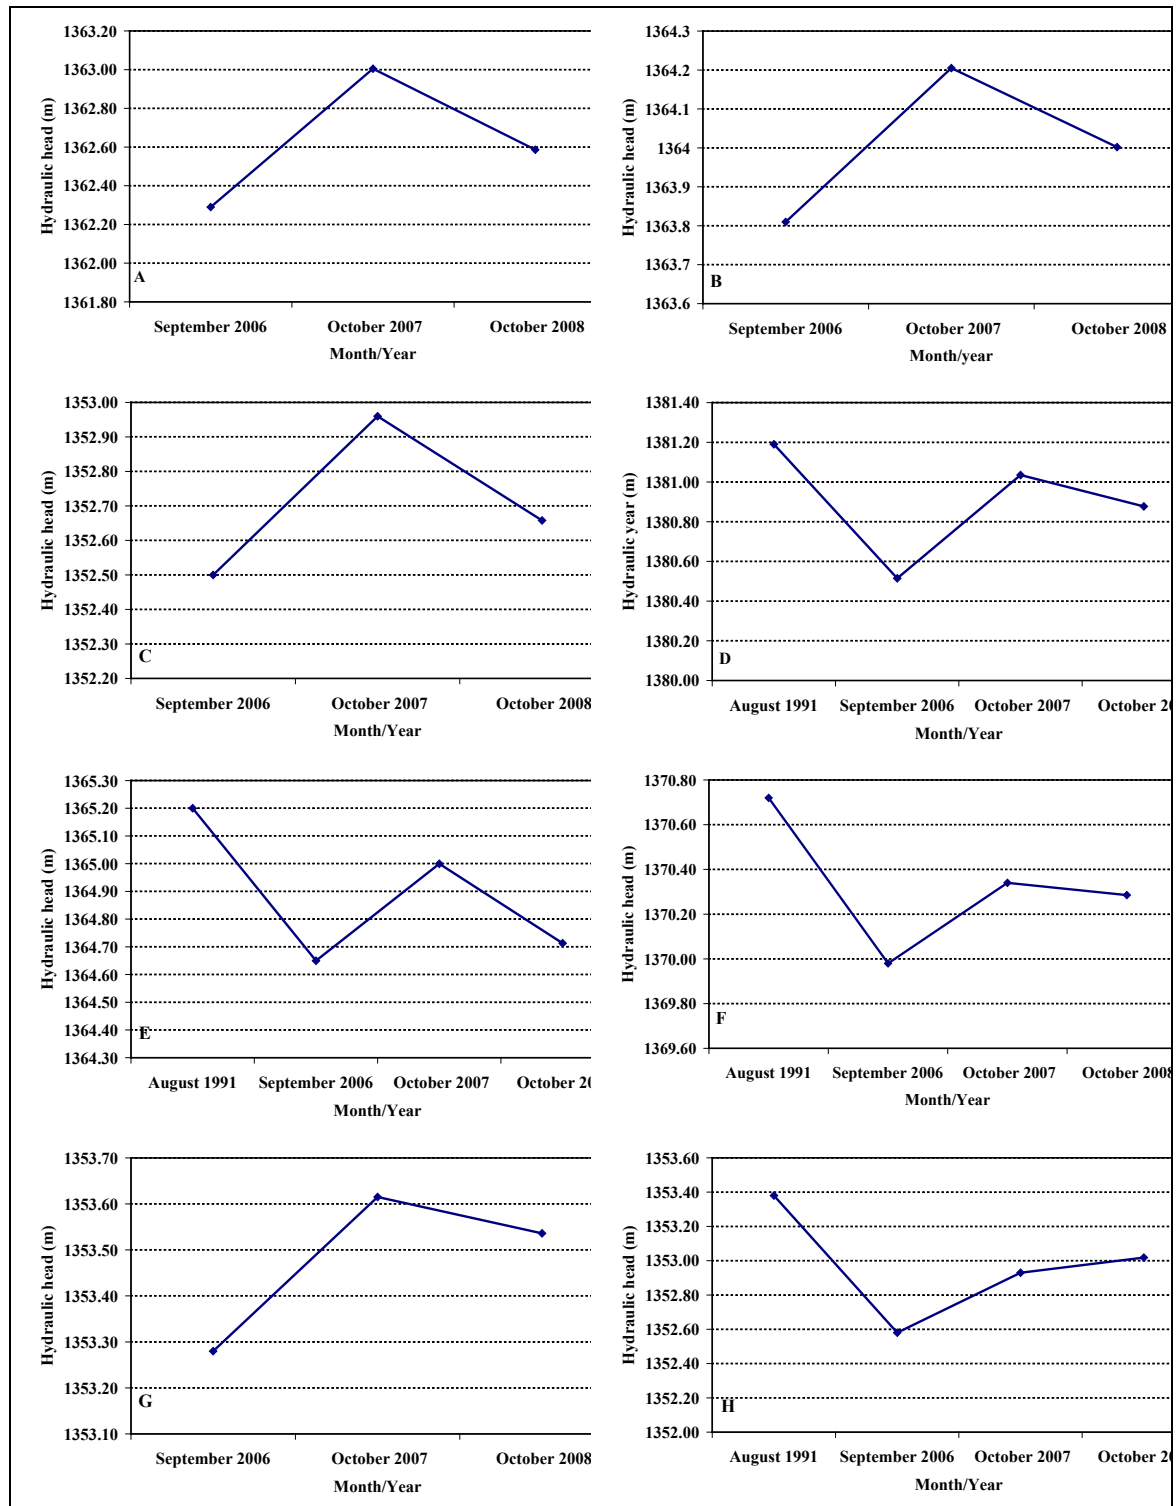 1363.20
1363.00
1362.80
1362.60
1362.40
1362.20
1362.00
1361.80
Hydraulic head (m)
A
September 2006 October 2007 October 2008
Month/Year
1364.3
1364.2
1364.1
1364
1363.9
1363.8
1363.7
1363.6
Hydraulic head (m)
B
September 2006 October 2007 October 2008
Month/year
1353.00
1352.90
1352.80
1352.70
1352.60
1352.50
1352.40
1352.30
1352.20
Hydraulic head (m)
C
September 2006 October 2007 October 2008
Month/Year
1381.40
1381.20
1381.00
1380.80
1380.60
1380.40
1380.20
1380.00
Hydraulic year (m)
D
August 1991 September 2006 October 2007 October 20
Month/Year
1365.30
1365.20
1365.10
1365.00
1364.90
1364.80
1364.70
1364.60
1364.50
1364.40
1364.30
Hydraulic head (m)
E
August 1991 September 2006 October 2007 October 20
Month/Year
1370.80
1370.60
1370.40
1370.20
1370.00
1369.80
1369.60
Hydraulic head (m)
F
August 1991 September 2006 October 2007 October 2008
Month/Year
1353.70
1353.60
1353.50
1353.40
1353.30
1353.20
1353.10
Hydraulic head (m)
G
September 2006 October 2007 October 2008
Month/Year
1353.60
1353.40
1353.20
1353.00
1352.80
1352.60
1352.40
1352.20
1352.00
Hydraulic head (m)
H
August 1991 September 2006 October 2007 October 20
Month/Year